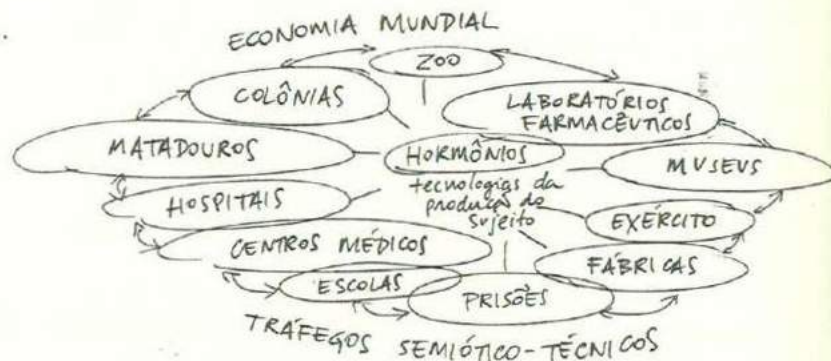 ECONOMIA MUNDIAL
ZOO
COLÔNIAS
LABORATÓRIOS
FARMACÊUTICOS
MATADOUROS
HORMÔNIOS
MUSEUS
tecnologias da
produção do
sujeito
HOSPITAIS
EXÉRCITO
CENTROS MÉDICOS
FÁBRICAS
ESCOLAS
PRISÕES
TRÁFEGOS SEMIÓTICO-TÉCNICOS